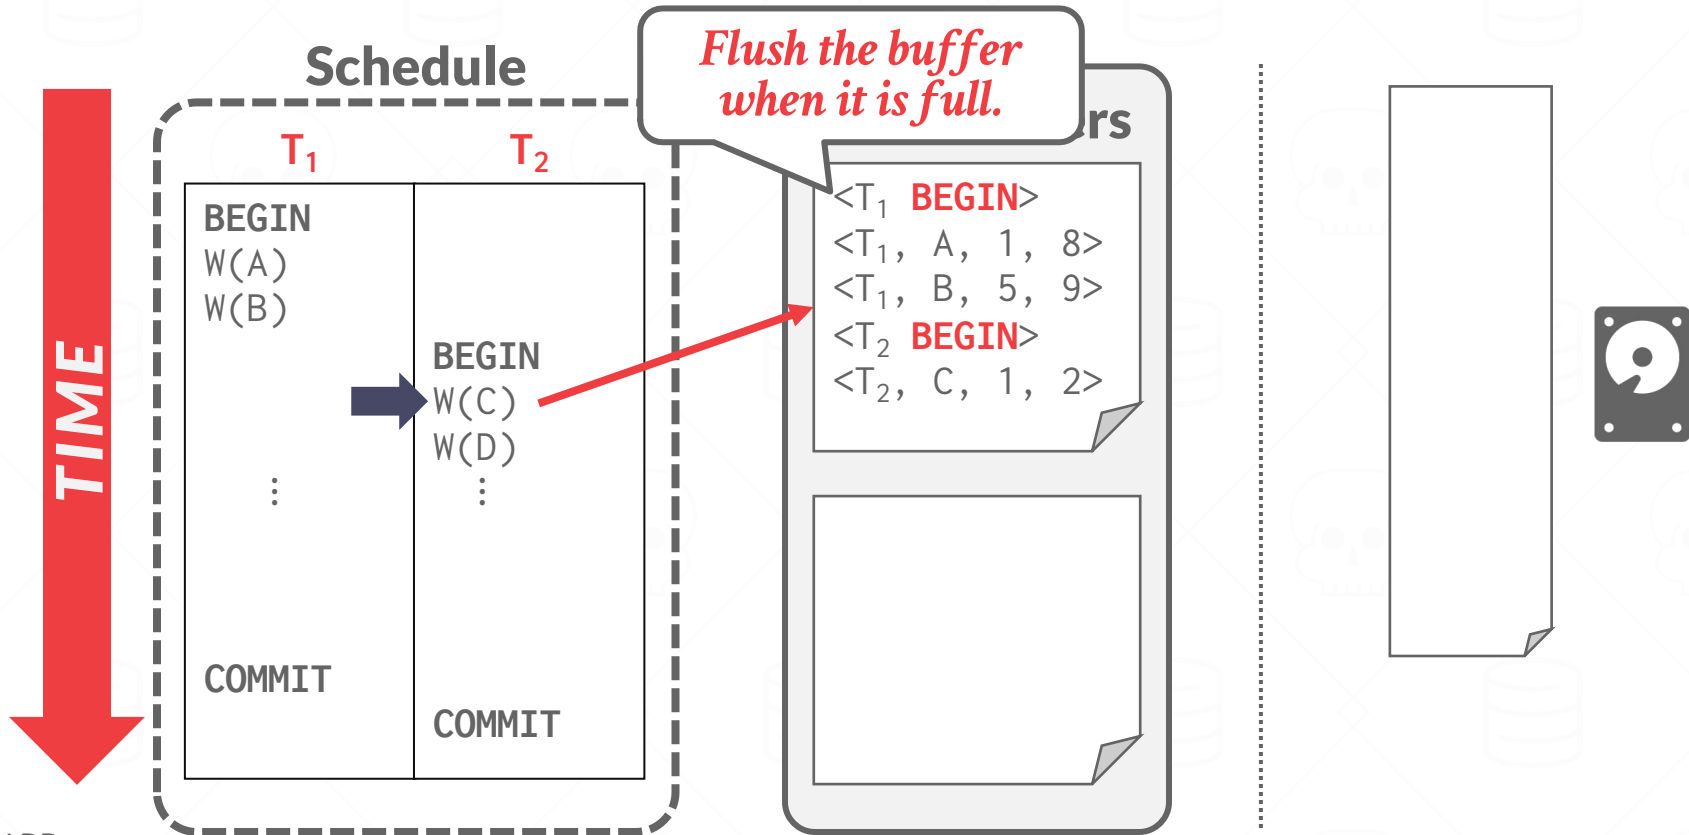 Schedule
Flush the buffer
when it is full.
rs
TIME
T1
T2
BEGIN
W(A)
W(B)
BEGIN
W(C)
W(D)
⋮
⋮
COMMIT
COMMIT
<T1 BEGIN>
<T1, A, 1, 8>
<T1, B, 5, 9>
<T2 BEGIN>
<T2, C, 1, 2>